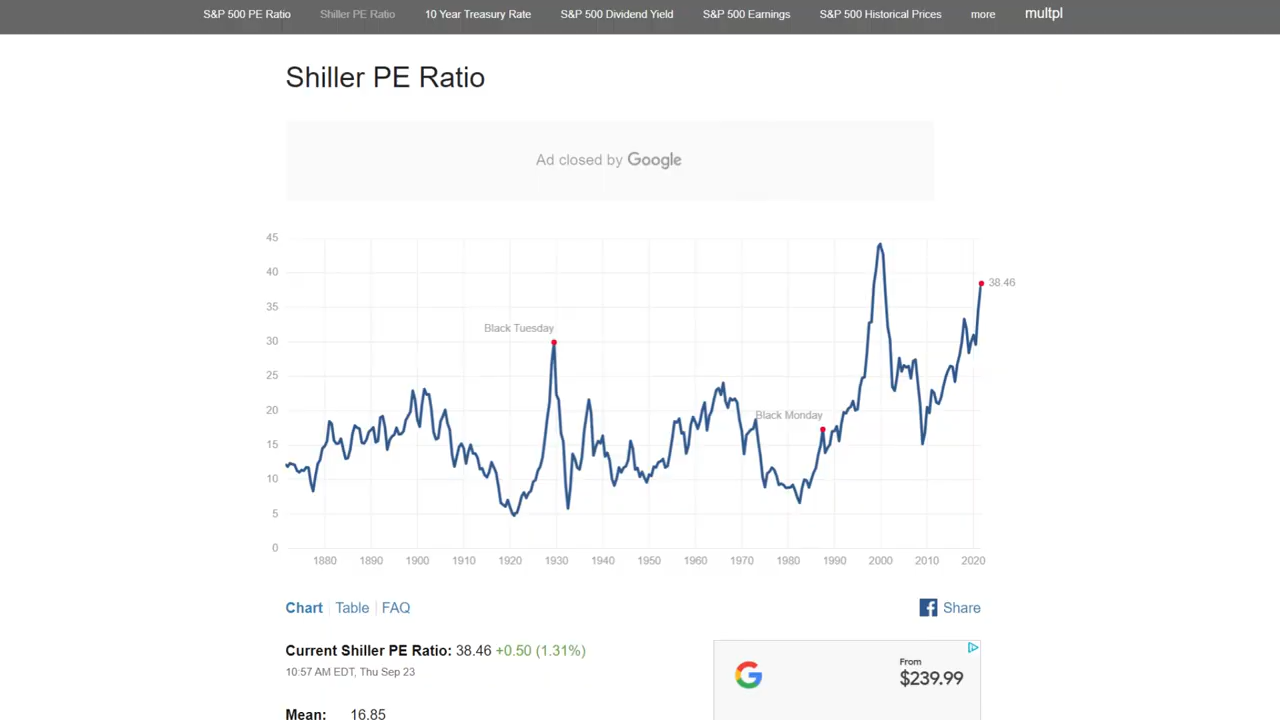 S&P 500 PE Ratio Shiller PE Ratio 10 Year Treasury Rate S&P 500 Dividend Yield S&P 500 Earnings S&P 500 Historical Prices more multpl
Shiller PE Ratio
Ad closed by Google
45
40
35
30
25
20
15
10
5
0
38.46
Black Tuesday
Black Monday
1880 1890 1900 1910 1920 1930 1940 1950 1960 1970 1980 1990 2000 2010 2020
Chart Table FAQ
Share
Current Shiller PE Ratio: 38.46 +0.50 (1.31%)
10:57 AM EDT, Thu Sep 23
Mean: 16.85
From
$239.99